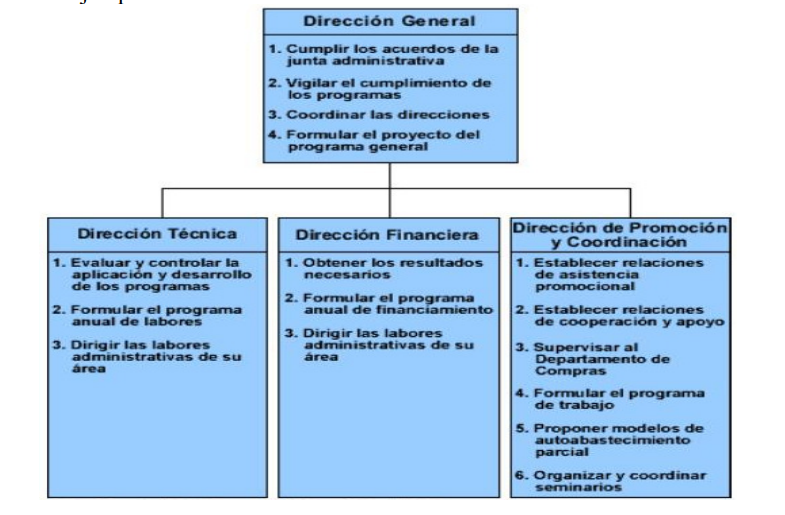 Dirección General
1. Cumplir los acuerdos de la
junta administrativa
2. Vigilar el cumplimiento de
los programas
3. Coordinar las direcciones
4. Formular el proyecto del
programa general
Dirección Técnica
1. Evaluar y controlar la
aplicación y desarrollo
de los programas
2. Formular el programa
anual de labores
3. Dirigir las labores
administrativas de su
área
Dirección Financiera
1. Obtener los resultados
necesarios
2. Formular el programa
anual de financiamiento
3. Dirigir las labores
administrativas de su
área
Dirección de Promoción
y Coordinación
1. Establecer relaciones
de asistencia
promocional
2. Establecer relaciones
de cooperación y apoyo
3. Supervisar al
Departamento de
Compras
4. Formular el programa
de trabajo
5. Proponer modelos de
autoabastecimiento
parcial
6. Organizar y coordinar
seminarios